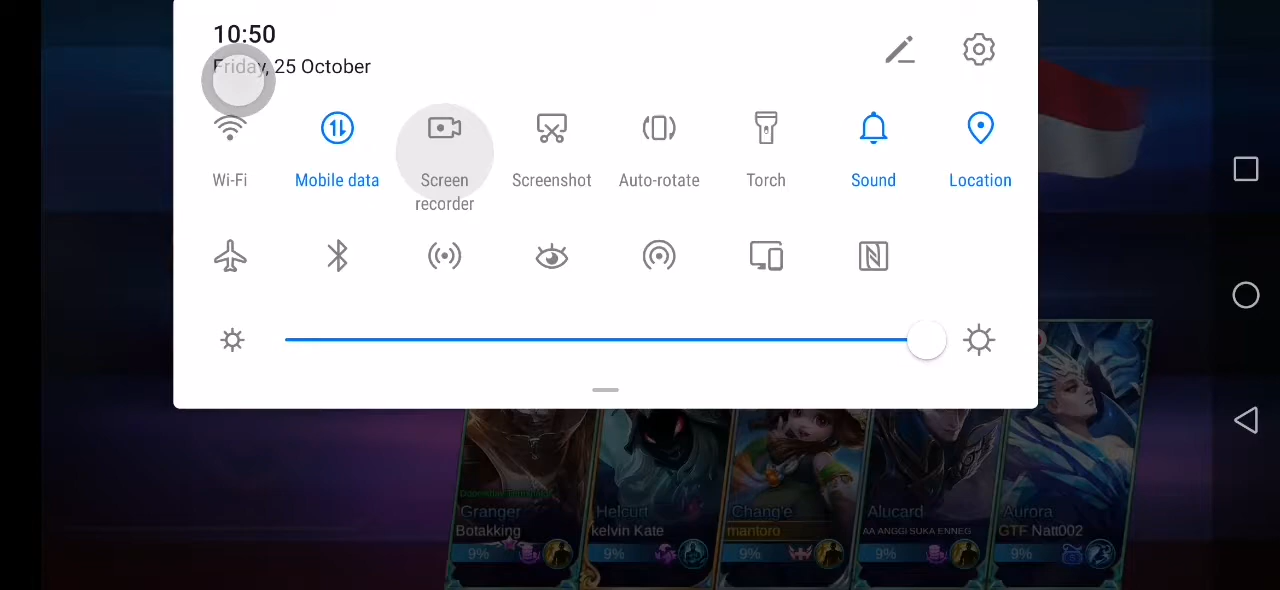 10:50
Friday, 25 October
Wi-Fi
Mobile data
Screen
recorder
Screenshot
Auto-rotate
Torch
Sound
Location
Granger
Botakking
9%
Helcurt
kelvin Kate
9%
Chang'e
mantoro
9%
Alucard
AA ANGGI SUKA ENNEG
9%
Aurora
GTF Natt002
9%